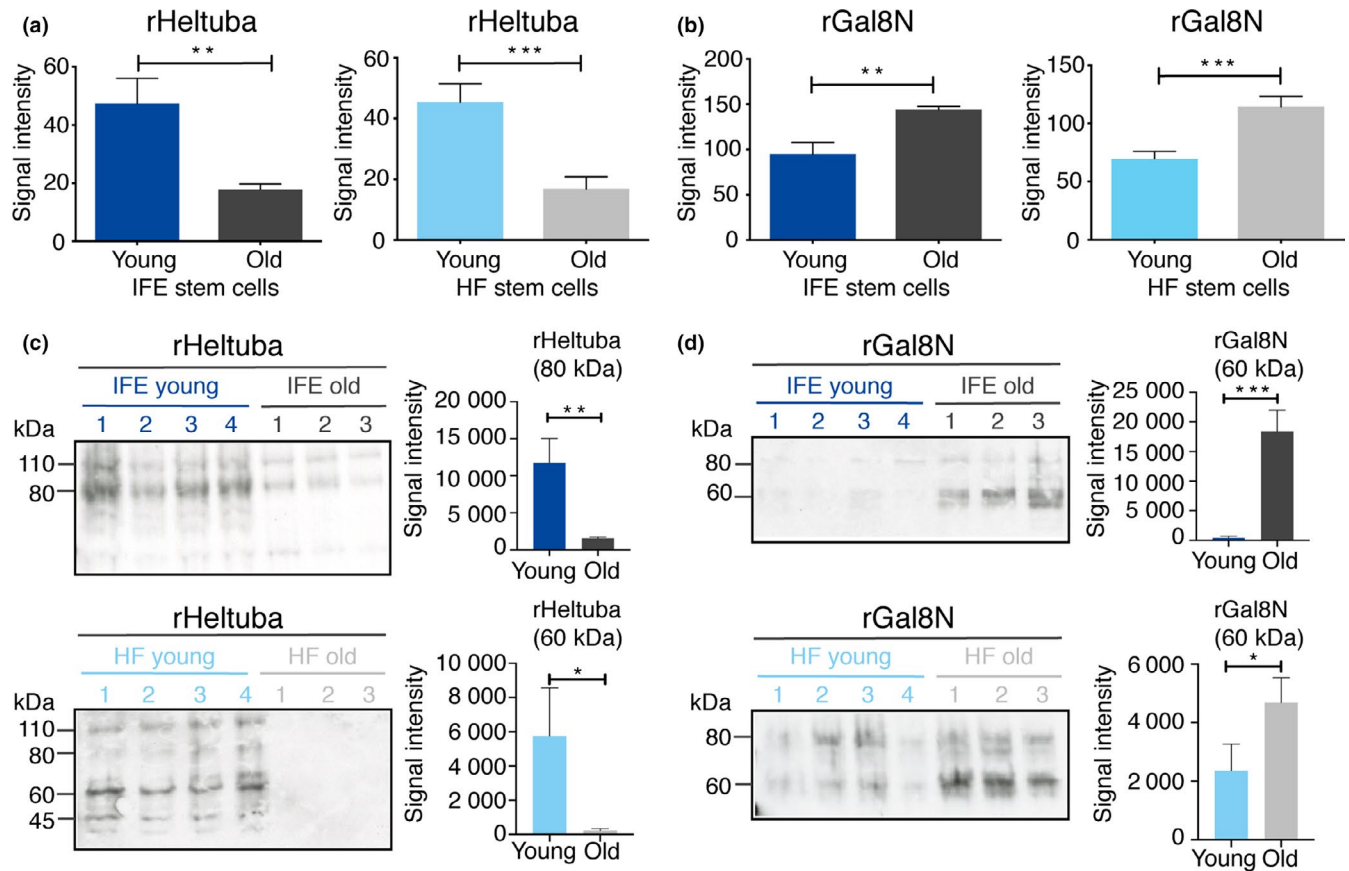 (a)
rHeltuba
Signal intensity
60
40
20
0
* *
Young Old
IFE stem cells
rHeltuba
Signal intensity
60
40
20
0
* * *
Young Old
HF stem cells
(b)
rGal8N
Signal intensity
200
150
100
50
0
* *
Young Old
IFE stem cells
rGal8N
Signal intensity
150
100
50
0
* * *
Young Old
HF stem cells
(c)
rHeltuba
IFE young IFE old
1 2 3 4 1 2 3
kDa
110
80
rHeltuba
(80 kDa)
Signal intensity
20 000
15 000
10 000
5 000
0
* *
Young Old
rHeltuba
HF young HF old
1 2 3 4 1 2 3
kDa
110
80
60
45
rHeltuba
(60 kDa)
Signal intensity
10 000
8 000
6 000
4 000
2 000
0
*
Young Old
(d)
rGal8N
IFE young IFE old
1 2 3 4 1 2 3
kDa
80
60
rGal8N
(60 kDa)
Signal intensity
25 000
20 000
15 000
10 000
5 000
0
* * *
Young Old
rGal8N
HF young HF old
1 2 3 4 1 2 3
kDa
80
60
rGal8N
(60 kDa)
Signal intensity
6 000
4 000
2 000
0
*
Young Old